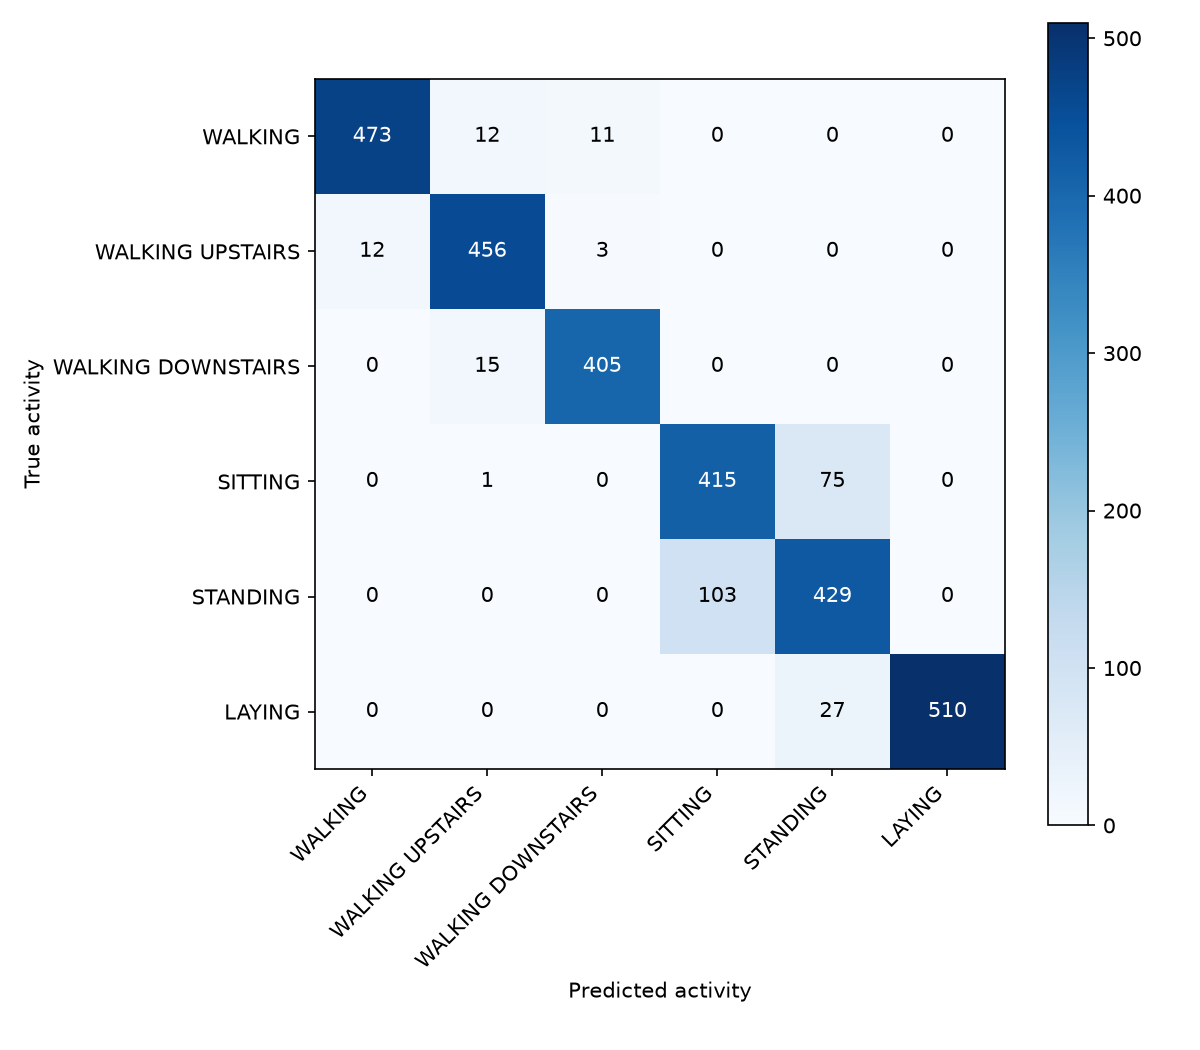 500
WALKING 473 12 11 0 0 0
400
WALKING UPSTAIRS 12 456 3 0 0 0
300
WALKING DOWNSTAIRS 0 15 405 0 0 0
True activity
SITTING 0 1 0 415 75 0
200
STANDING 0 0 0 103 429 0
100
LAYING 0 0 0 0 27 510
0
WALKING
WALKING UPSTAIRS
WALKING DOWNSTAIRS
SITTING
STANDING
LAYING
Predicted activity